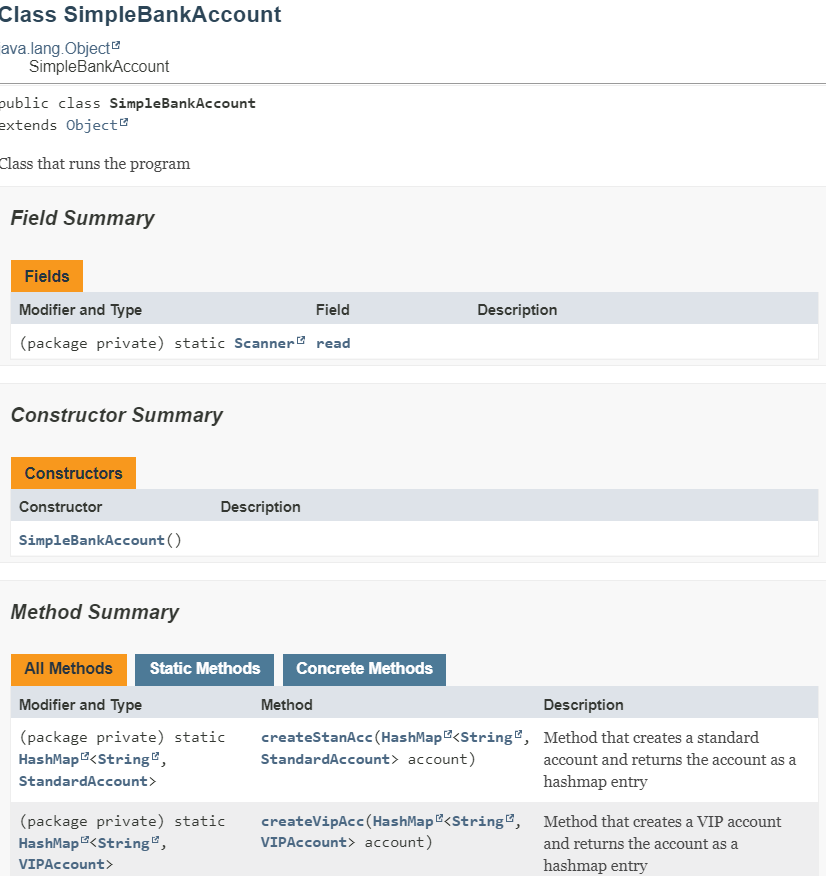 Class SimpleBankAccount
java.lang.Object
SimpleBankAccount
public class SimpleBankAccount
extends Object
Class that runs the program
Field Summary
Fields
Modifier and Type Field Description
(package private) static Scanner read
Constructor Summary
Constructors
Constructor Description
SimpleBankAccount()
Method Summary
All Methods Static Methods Concrete Methods
Modifier and Type Method Description
(package private) static createStanAcc(HashMap<String, Method that creates a standard
HashMap<String, StandardAccount> account) account and returns the account as a
StandardAccount> hashmap entry
(package private) static createVipAcc(HashMap<String, Method that creates a VIP account
HashMap<String, VIPAccount> account) and returns the account as a
VIPAccount> hashmap entry